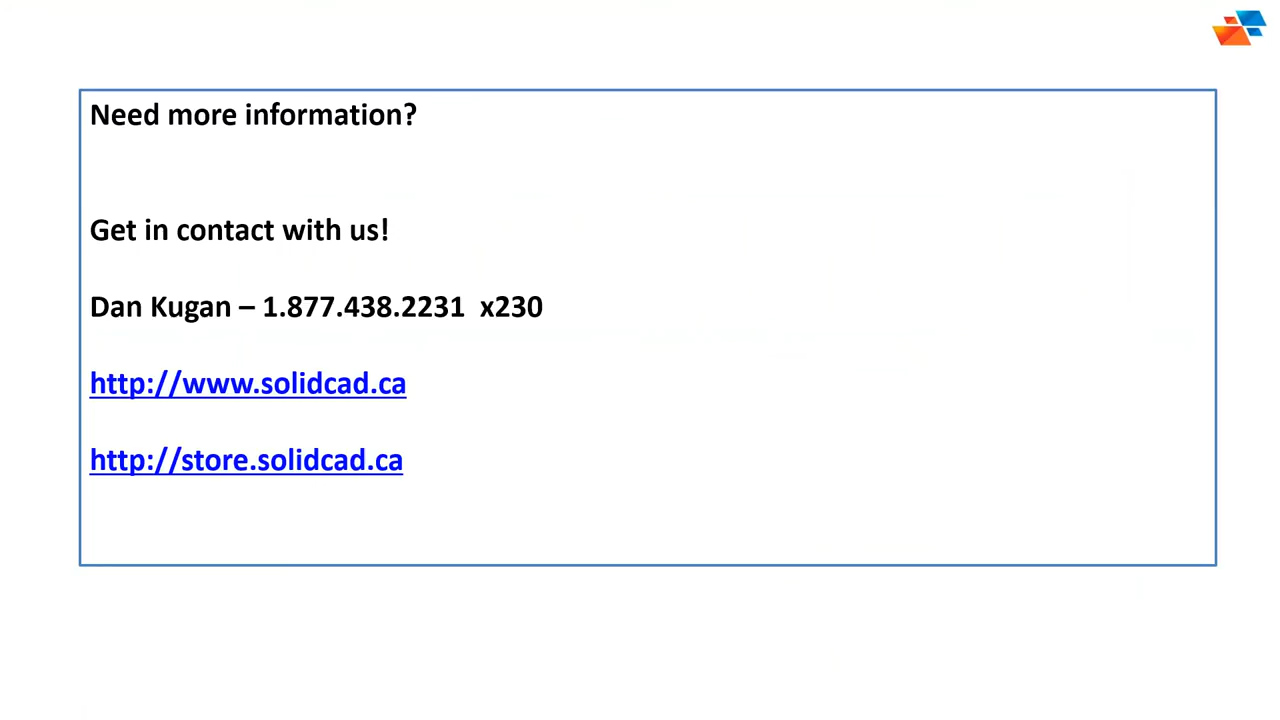 Need more information?
Get in contact with us!
Dan Kugan – 1.877.438.2231  x230
http://www.solidcad.ca
http://store.solidcad.ca